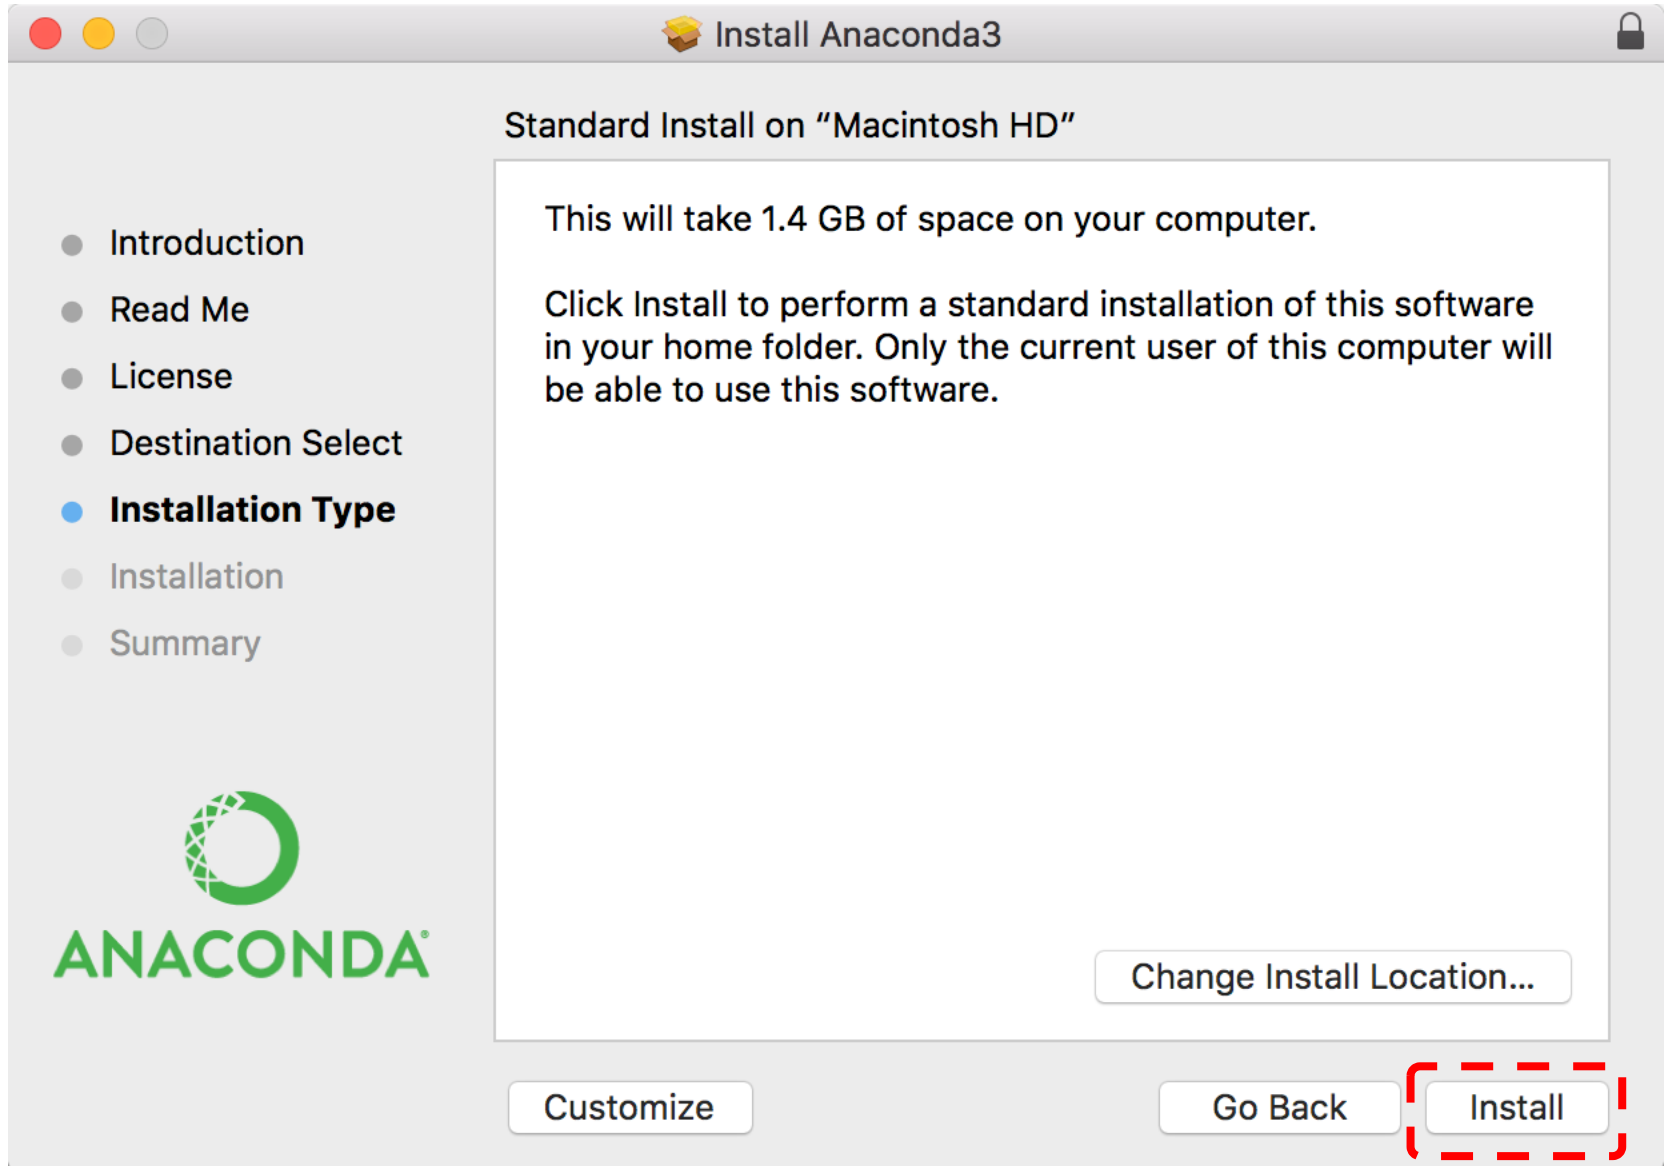 Install Anaconda3
Standard Install on “Macintosh HD”
Introduction
Read Me
License
Destination Select
Installation Type
Installation
Summary
ANACONDA®
This will take 1.4 GB of space on your computer.
Click Install to perform a standard installation of this software
in your home folder. Only the current user of this computer will
be able to use this software.
Change Install Location...
Customize
Go Back
Install